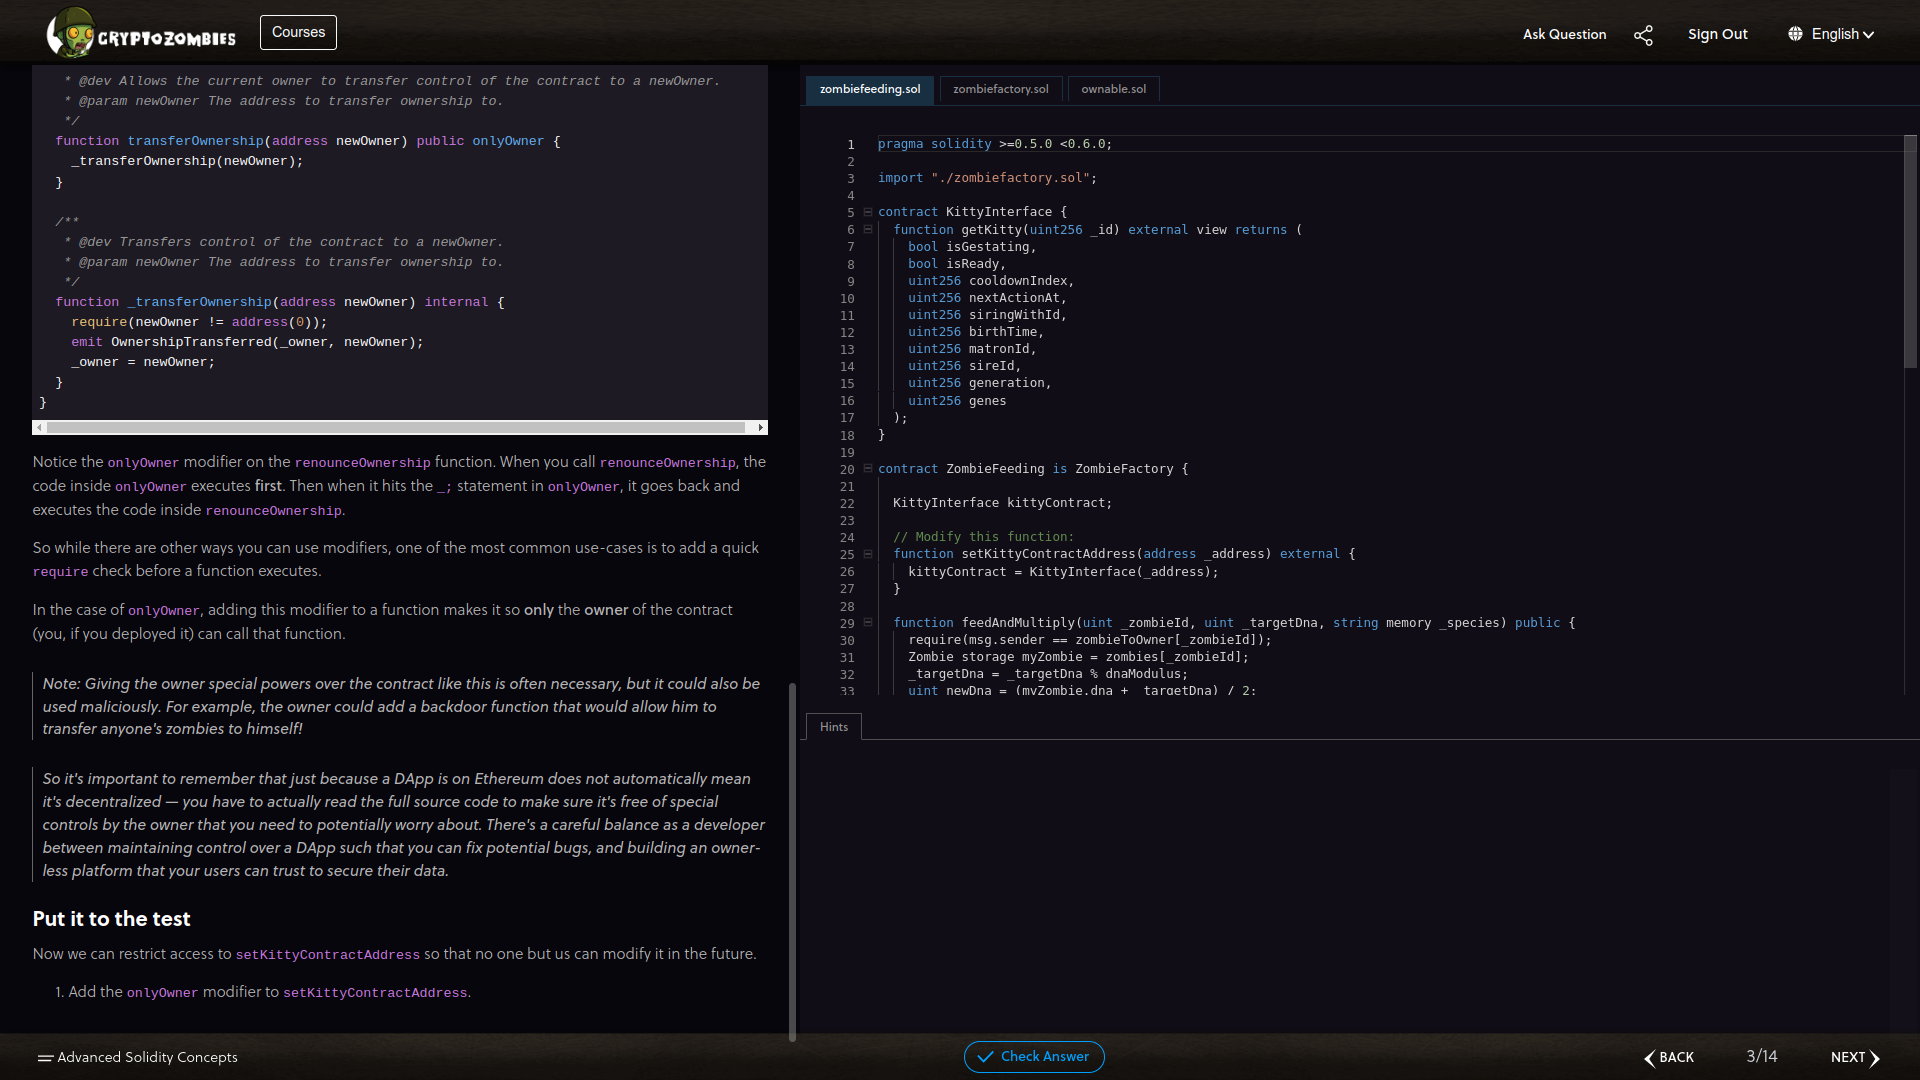 CRYPTOZOMBIES
Courses
Ask Question
Sign Out
English
* @dev Allows the current owner to transfer control of the contract to a newOwner.
* @param newOwner The address to transfer ownership to.
*/
function transferOwnership(address newOwner) public onlyOwner {
_transferOwnership(newOwner);
}
/**
* @dev Transfers control of the contract to a newOwner.
* @param newOwner The address to transfer ownership to.
*/
function _transferOwnership(address newOwner) internal {
require(newOwner != address(0));
emit OwnershipTransferred(_owner, newOwner);
_owner = newOwner;
}
}
Notice the onlyOwner modifier on the renounceOwnership function. When you call renounceOwnership, the
code inside onlyOwner executes first. Then when it hits the _; statement in onlyOwner, it goes back and
executes the code inside renounceOwnership.
So while there are other ways you can use modifiers, one of the most common use-cases is to add a quick
require check before a function executes.
In the case of onlyOwner, adding this modifier to a function makes it so only the owner of the contract
(you, if you deployed it) can call that function.
Note: Giving the owner special powers over the contract like this is often necessary, but it could also be
used maliciously. For example, the owner could add a backdoor function that would allow him to
transfer anyone's zombies to himself!
So it's important to remember that just because a DApp is on Ethereum does not automatically mean
it's decentralized — you have to actually read the full source code to make sure it's free of special
controls by the owner that you need to potentially worry about. There's a careful balance as a developer
between maintaining control over a DApp such that you can fix potential bugs, and building an owner-
less platform that your users can trust to secure their data.
Put it to the test
Now we can restrict access to setKittyContractAddress so that no one but us can modify it in the future.
1. Add the onlyOwner modifier to setKittyContractAddress.
zombiefeeding.sol
zombiefactory.sol
ownable.sol
1 pragma solidity >=0.5.0 <0.6.0;
2
3 import "./zombiefactory.sol";
4
5 contract KittyInterface {
6 function getKitty(uint256 _id) external view returns (
7 bool isGestating,
8 bool isReady,
9 uint256 cooldownIndex,
10 uint256 nextActionAt,
11 uint256 siringWithId,
12 uint256 birthTime,
13 uint256 matronId,
14 uint256 sireId,
15 uint256 generation,
16 uint256 genes
17 );
18 }
19
20 contract ZombieFeeding is ZombieFactory {
21
22 KittyInterface kittyContract;
23
24 // Modify this function:
25 function setKittyContractAddress(address _address) external {
26 kittyContract = KittyInterface(_address);
27 }
28
29 function feedAndMultiply(uint _zombieId, uint _targetDna, string memory _species) public {
30 require(msg.sender == zombieToOwner[_zombieId]);
31 Zombie storage myZombie = zombies[_zombieId];
32 _targetDna = _targetDna % dnaModulus;
33 uint newDna = (myZombie.dna + _targetDna) / 2;
Hints
Advanced Solidity Concepts
Check Answer
BACK
3/14
NEXT